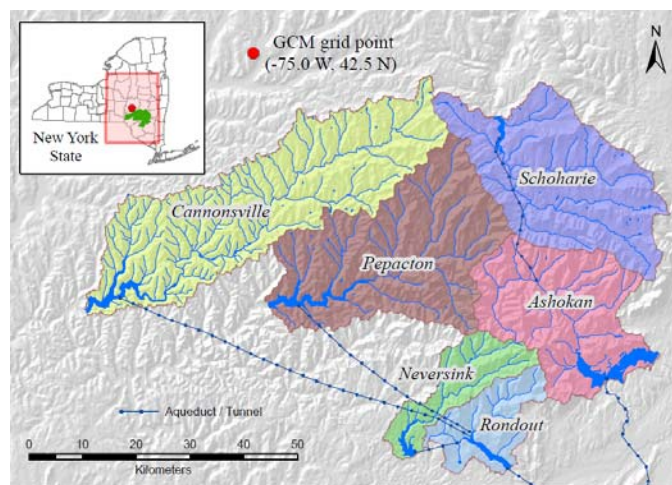 GCM grid point
(-75.0 W, 42.5 N)
N
New York
State
Schoharie
Cannonsville
Pepacton
Ashokan
Neversink
Rondout
Aqueduct / Tunnel
0 10 20 30 40 50
Kilometers